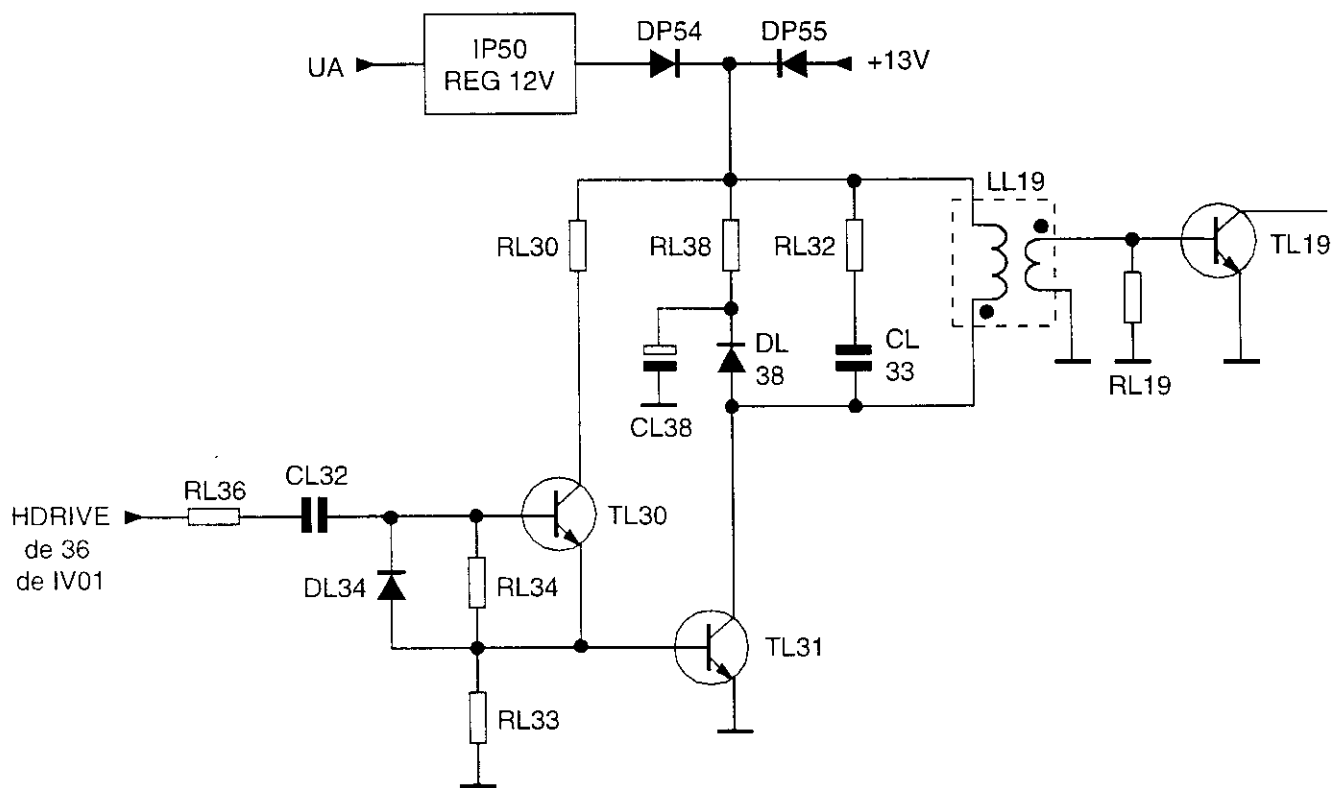 DP54
DP55
UA
IP50
REG 12V
+13V
LL19
RL30
RL38
RL32
TL19
DL
38
CL
33
RL19
CL38
CL32
RL36
TL30
HDRIVE
de 36
de IV01
DL34
RL34
TL31
RL33